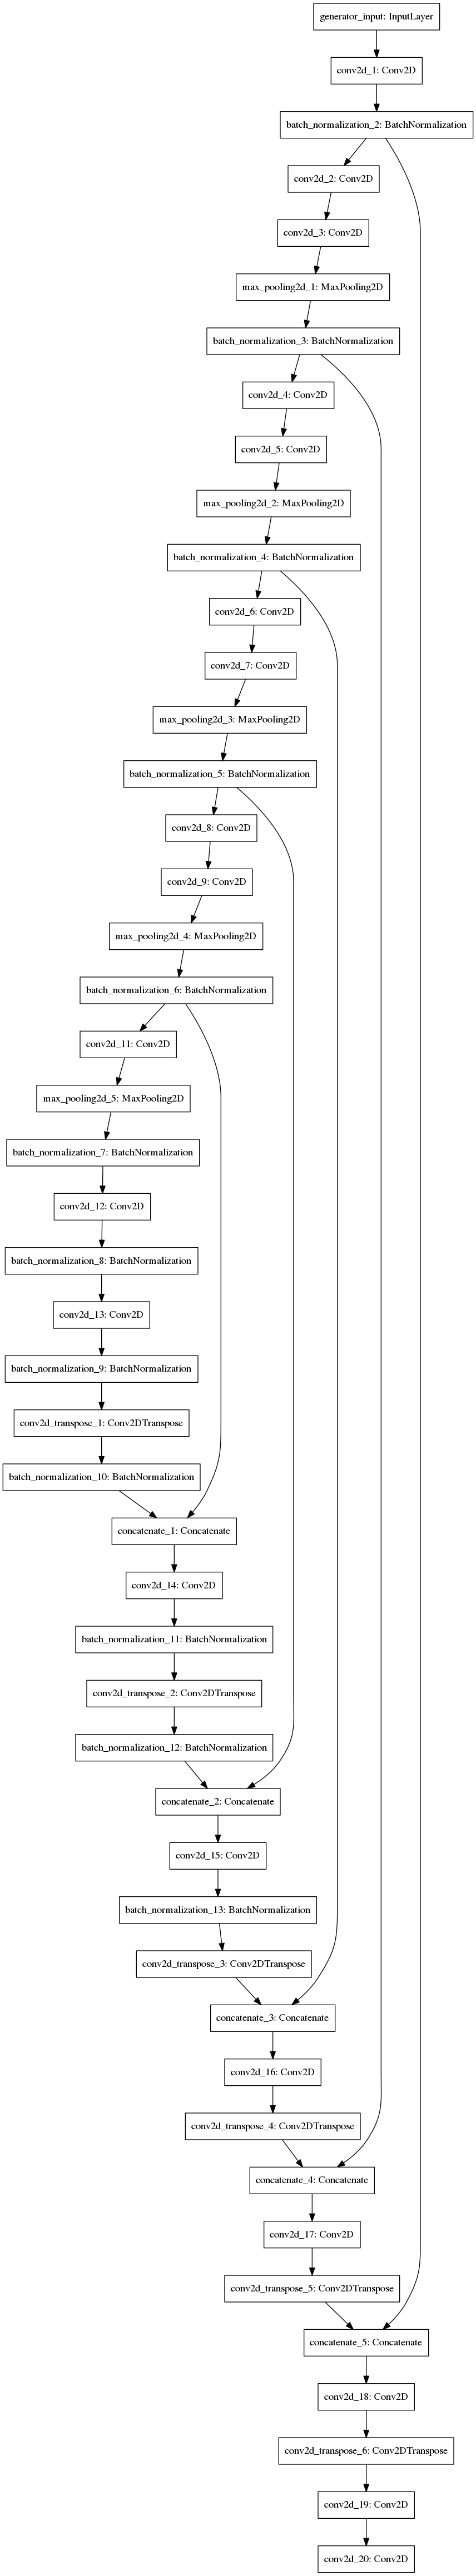 generator_input: InputLayer
conv2d_1: Conv2D
batch_normalization_2: BatchNormalization
conv2d_2: Conv2D
conv2d_3: Conv2D
max_pooling2d_1: MaxPooling2D
batch_normalization_3: BatchNormalization
conv2d_4: Conv2D
conv2d_5: Conv2D
max_pooling2d_2: MaxPooling2D
batch_normalization_4: BatchNormalization
conv2d_6: Conv2D
conv2d_7: Conv2D
max_pooling2d_3: MaxPooling2D
batch_normalization_5: BatchNormalization
conv2d_8: Conv2D
conv2d_9: Conv2D
max_pooling2d_4: MaxPooling2D
batch_normalization_6: BatchNormalization
conv2d_11: Conv2D
max_pooling2d_5: MaxPooling2D
batch_normalization_7: BatchNormalization
conv2d_12: Conv2D
batch_normalization_8: BatchNormalization
conv2d_13: Conv2D
batch_normalization_9: BatchNormalization
conv2d_transpose_1: Conv2DTranspose
batch_normalization_10: BatchNormalization
concatenate_1: Concatenate
conv2d_14: Conv2D
batch_normalization_11: BatchNormalization
conv2d_transpose_2: Conv2DTranspose
batch_normalization_12: BatchNormalization
concatenate_2: Concatenate
conv2d_15: Conv2D
batch_normalization_13: BatchNormalization
conv2d_transpose_3: Conv2DTranspose
concatenate_3: Concatenate
conv2d_16: Conv2D
conv2d_transpose_4: Conv2DTranspose
concatenate_4: Concatenate
conv2d_17: Conv2D
conv2d_transpose_5: Conv2DTranspose
concatenate_5: Concatenate
conv2d_18: Conv2D
conv2d_transpose_6: Conv2DTranspose
conv2d_19: Conv2D
conv2d_20: Conv2D